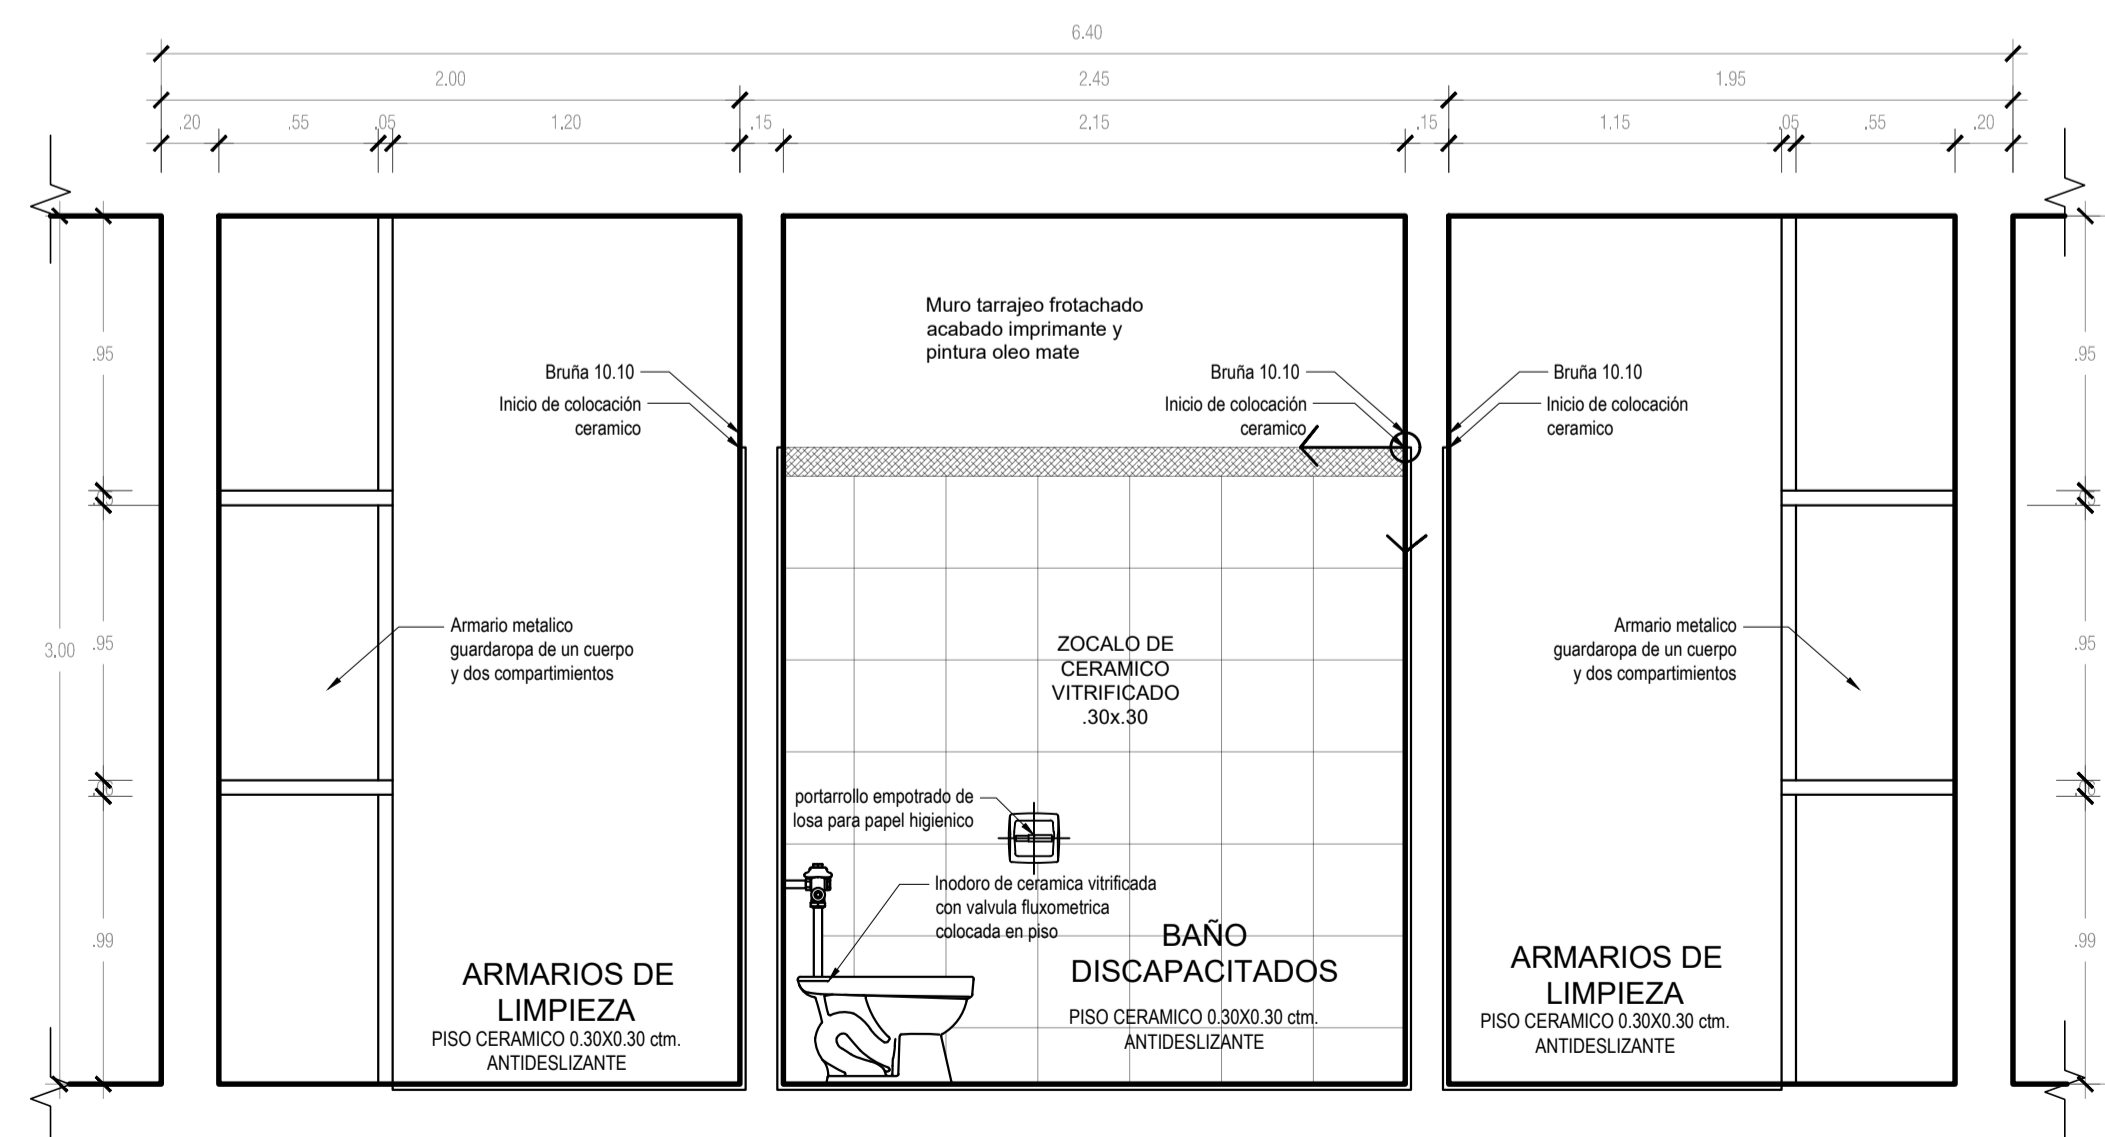 6.40
2.00
2.45
1.95
.20
.55
.05
1.20
.15
2.15
.15
1.15
.05
.55
.20
Muro tarrajeo frotachado
acabado imprimante y
pintura oleo mate
.95
.95
Bruña 10.10
Inicio de colocación
ceramico
Bruña 10.10
Inicio de colocación
ceramico
Bruña 10.10
Inicio de colocación
ceramico
3.00
.95
Armario metalico
guardaropa de un cuerpo
y dos compartimientos
ZOCALO DE
CERAMICO
VITRIFICADO
.30x.30
Armario metalico
guardaropa de un cuerpo
y dos compartimientos
.95
portarrollo empotrado de
losa para papel higienico
Inodoro de ceramica vitrificada
con valvula fluxometrica
colocada en piso
.99
.99
ARMARIOS DE
LIMPIEZA
PISO CERAMICO 0.30X0.30 ctm.
ANTIDESLIZANTE
BAÑO
DISCAPACITADOS
PISO CERAMICO 0.30X0.30 ctm.
ANTIDESLIZANTE
ARMARIOS DE
LIMPIEZA
PISO CERAMICO 0.30X0.30 ctm.
ANTIDESLIZANTE